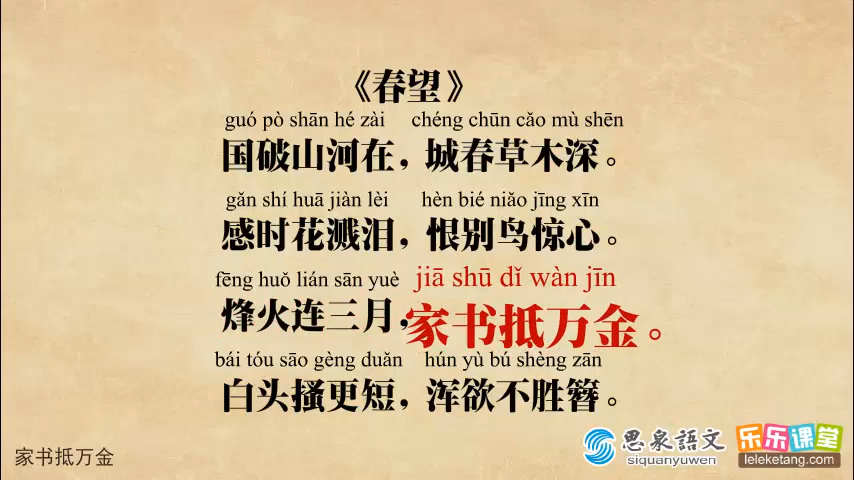 《春望》
guó pò shān hé zài chéng chūn cǎo mù shēn
国破山河在，城春草木深。
gǎn shí huā jiàn lèi hèn bié niǎo jīng xīn
感时花溅泪，恨别鸟惊心。
fēng huǒ lián sān yuè jiā shū dǐ wàn jīn
烽火连三月，家书抵万金。
bái tóu sāo gèng duǎn hún yù bú shèng zān
白头搔更短，浑欲不胜簪。
家书抵万金
思泉語文
siquanyuwen
乐乐课堂
leleketang.com